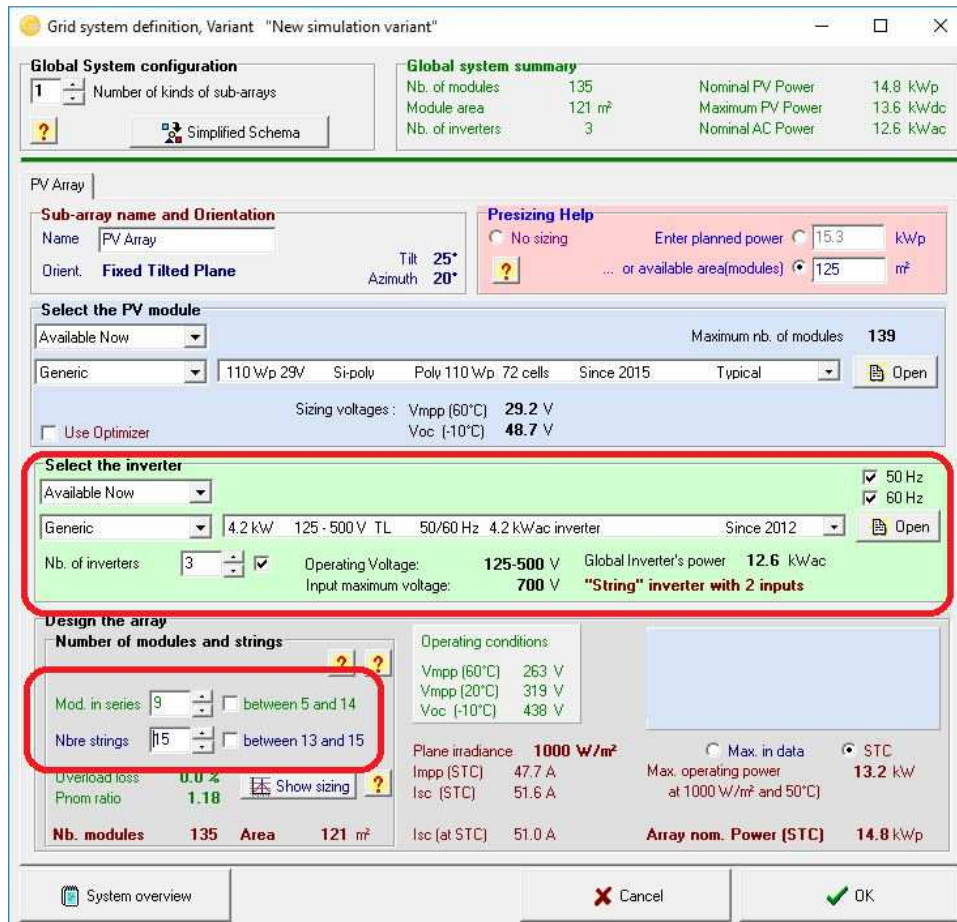 Grid system definition, Variant "New simulation variant"
Global System configuration
1 Number of kinds of sub-arrays
? Simplified Schema
Global system summary
Nb. of modules 135 Nominal PV Power 14.8 kWp
Module area 121 m² Maximum PV Power 13.6 kWdc
Nb. of inverters 3 Nominal AC Power 12.6 kWac
PV Array
Sub-array name and Orientation
Name PV Array
Orient. Fixed Tilted Plane
Tilt 25°
Azimuth 20°
Presizing Help
No sizing Enter planned power 15.3 kWp
? ... or available area(modules) 125 m²
Select the PV module
Available Now Maximum nb. of modules 139
Generic 110 Wp 29V Si-poly Poly 110 Wp 72 cells Since 2015 Typical Open
Sizing voltages : Vmpp (60°C) 29.2 V
Use Optimizer Voc (-10°C) 48.7 V
Select the inverter
Available Now 50 Hz
60 Hz
Generic 4.2 kW 125 - 500 V TL 50/60 Hz 4.2 kWac inverter Since 2012 Open
Nb. of inverters 3 Operating Voltage: 125-500 V Global Inverter's power 12.6 kWac
Input maximum voltage: 700 V "String" inverter with 2 inputs
Design the array
Number of modules and strings
? ?
Mod. in series 9 between 5 and 14
Nbre strings 15 between 13 and 15
Overload loss 0.0 %
Pnom ratio 1.18 Show sizing ?
Nb. modules 135 Area 121 m²
Operating conditions
Vmpp (60°C) 263 V
Vmpp (20°C) 319 V
Voc (-10°C) 438 V
Plane irradiance 1000 W/m² Max. in data STC
Impp (STC) 47.7 A Max. operating power 13.2 kW
Isc (STC) 51.6 A at 1000 W/m² and 50°C)
Isc (at STC) 51.0 A Array nom. Power (STC) 14.8 kWp
System overview Cancel OK